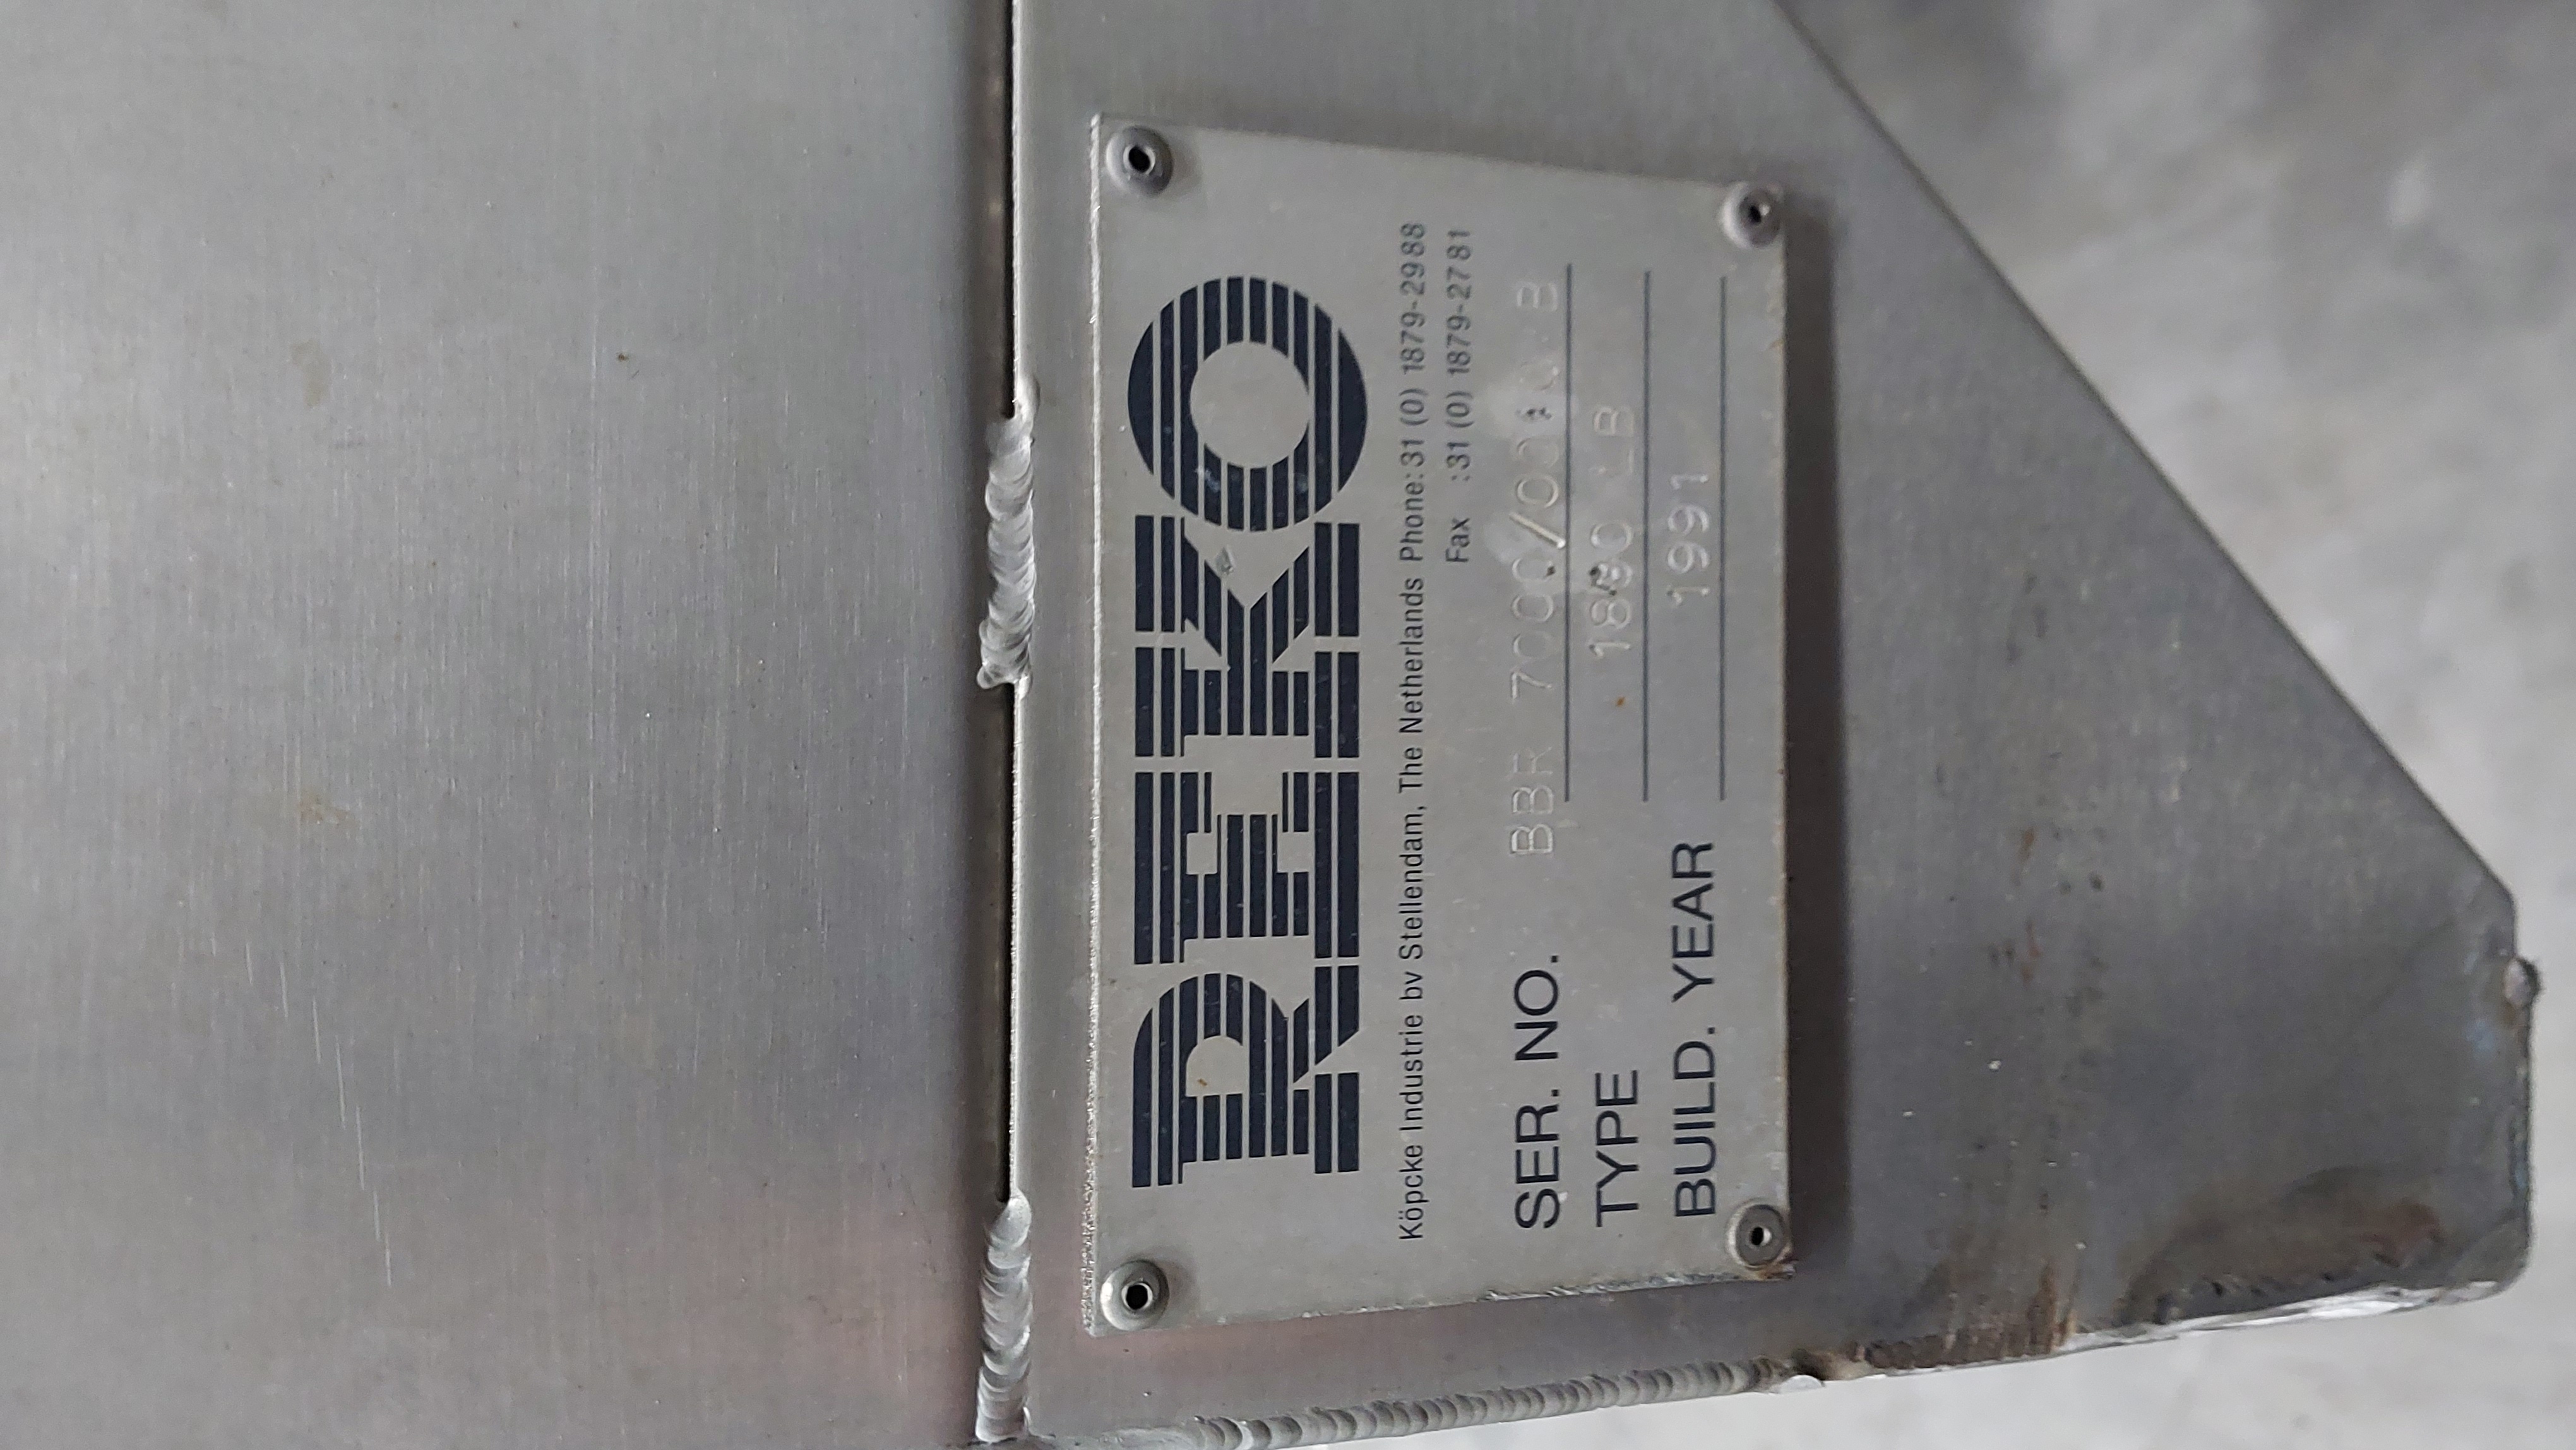 REKO
Köpcke Industrie bv Stellendam, The Netherlands Phone: 31 (0) 1879-2988
Fax : 31 (0) 1879-2781
SER. NO. BBR
TYPE LB
BUILD. YEAR 1991